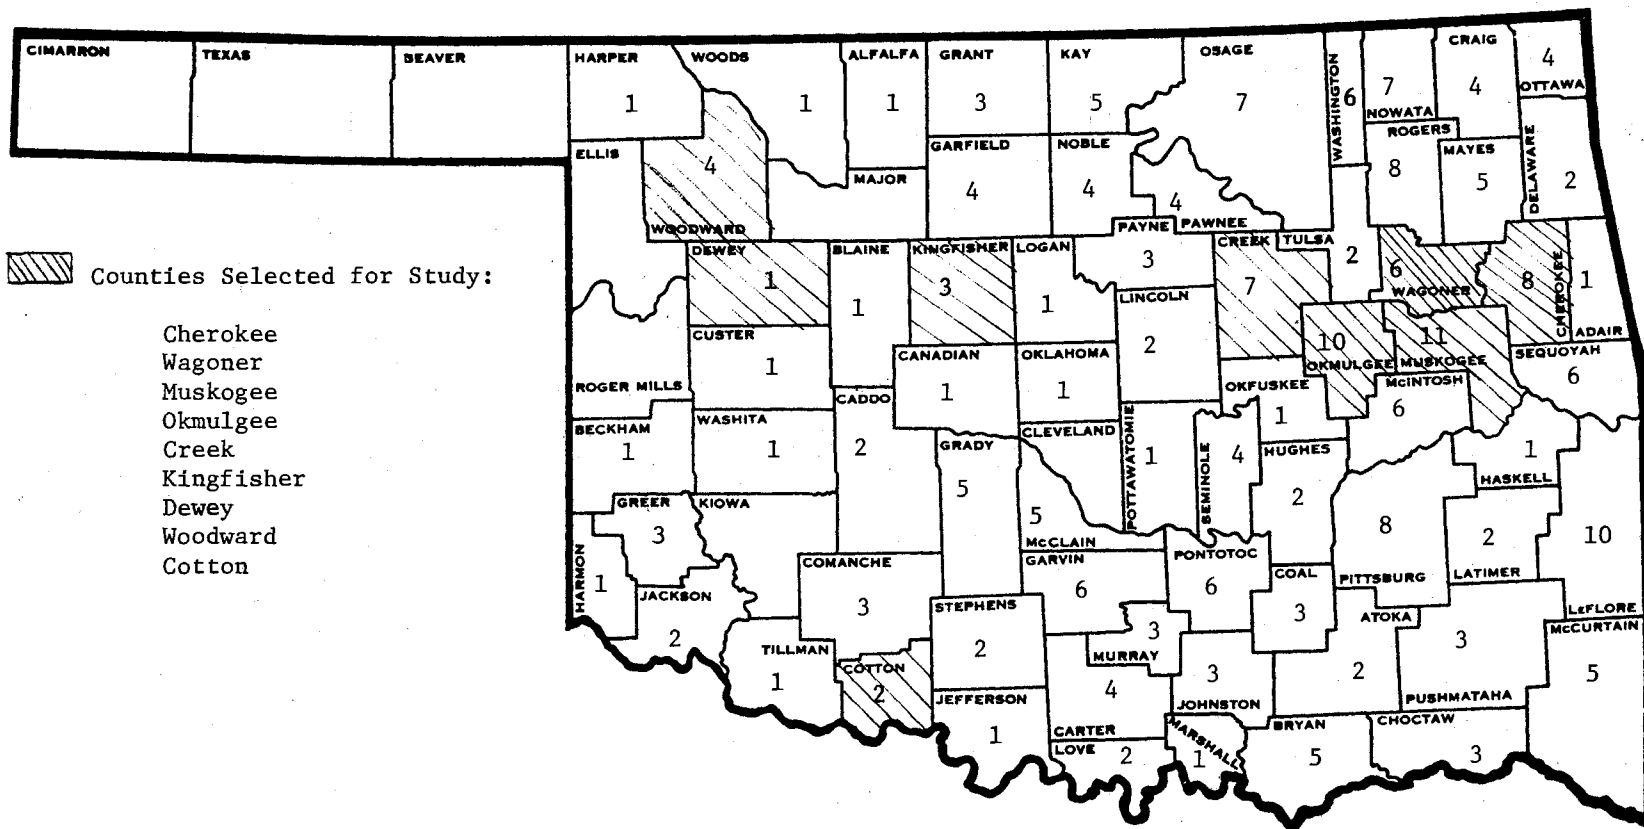 CIMARRON
TEXAS
BEAVER
HARPER
1
WOODS
1
ALFALFA
1
GRANT
3
KAY
5
OSAGE
7
WASHINGTON
6
7
NOWATA
CRAIG
4
4
OTTAWA
ELLIS
4
WOODWARD
MAJOR
GARFIELD
4
NOBLE
4
4
PAWNEE
ROGERS
8
MAYES
5
DELAWARE
2
Counties Selected for Study:
Cherokee
Wagoner
Muskogee
Okmulgee
Creek
Kingfisher
Dewey
Woodward
Cotton
DEWEY
1
BLAINE
1
KINGFISHER
3
LOGAN
1
PAYNE
3
CREEK
7
TULSA
2
6
WAGONER
8
CHEROKEE
1
ADAIR
LINCOLN
2
ROGER MILLS
CUSTER
1
CANADIAN
1
OKLAHOMA
1
10
OKMULGEE
11
MUSKOGEE
SEQUOYAH
6
OKFUSKEE
1
McINTOSH
6
BECKHAM
1
WASHITA
1
CADDO
2
GRADY
5
CLEVELAND
POTTAWATOMIE
1
SEMINOLE
4
HUGHES
2
1
HASKELL
GREER
3
KIOWA
5
McCLAIN
8
PITTSBURG
2
LATIMER
10
LeFLORE
HARMON
1
JACKSON
2
COMANCHE
3
STEPHENS
2
GARVIN
6
PONTOTOC
6
COAL
3
ATOKA
2
3
PUSHMATAHA
McCURTAIN
5
TILLMAN
1
COTTON
2
JEFFERSON
1
3
MURRAY
4
CARTER
3
JOHNSTON
LOVE
2
MARSHALL
1
BRYAN
5
CHOCTAW
3